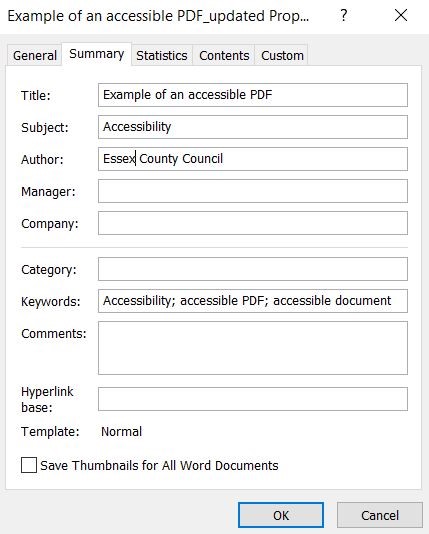 Example of an accessible PDF_updated Prop... ?
General Summary Statistics Contents Custom
Title: Example of an accessible PDF
Subject: Accessibility
Author: Essex County Council
Manager:
Company:
Category:
Keywords: Accessibility; accessible PDF; accessible document
Comments:
Hyperlink
base:
Template: Normal
Save Thumbnails for All Word Documents
OK Cancel